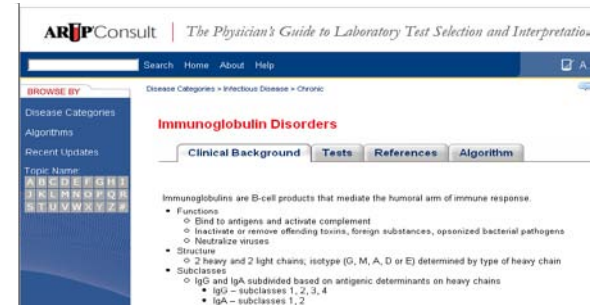 ARUP Consult | The Physician's Guide to Laboratory Test Selection and Interpretation
Search Home About Help A
BROWSE BY
Disease Categories > Infectious Disease > Chronic
Disease Categories
Algorithms
Recent Updates
Topic Name
A B C D E F G H I
J K L M N O P Q R
S T U V W X Y Z #
Immunoglobulin Disorders
Clinical Background Tests References Algorithm
Immunoglobulins are B-cell products that mediate the humoral arm of immune response.
• Functions
○ Bind to antigens and activate complement
○ Inactivate or remove offending toxins, foreign substances, opsonized bacterial pathogens
○ Neutralize viruses
• Structure
○ 2 heavy and 2 light chains; isotype (G, M, A, D or E) determined by type of heavy chain
• Subclasses
○ IgG and IgA subdivided based on antigenic determinants on heavy chains
• IgG – subclasses 1, 2, 3, 4
• IgA – subclasses 1, 2